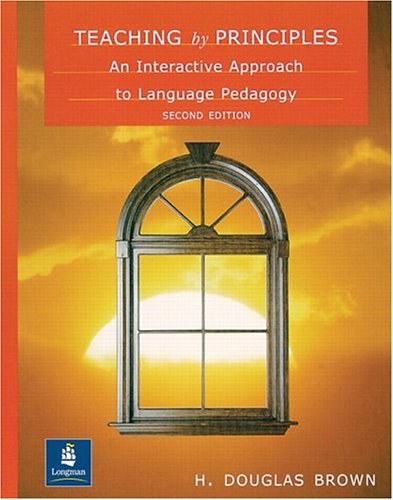 TEACHING by PRINCIPLES
An Interactive Approach
to Language Pedagogy
SECOND EDITION
Longman
H. DOUGLAS BROWN